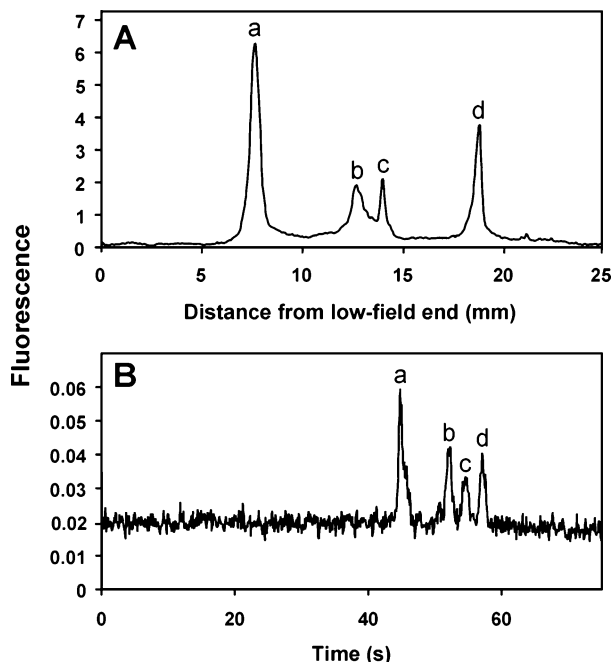 A
7
6
5
4
3
2
1
0
a
b
c
d
0 5 10 15 20 25
Distance from low-field end (mm)
Fluorescence
B
0.06
0.05
0.04
0.03
0.02
0.01
0
a
b
c
d
0 20 40 60
Time (s)